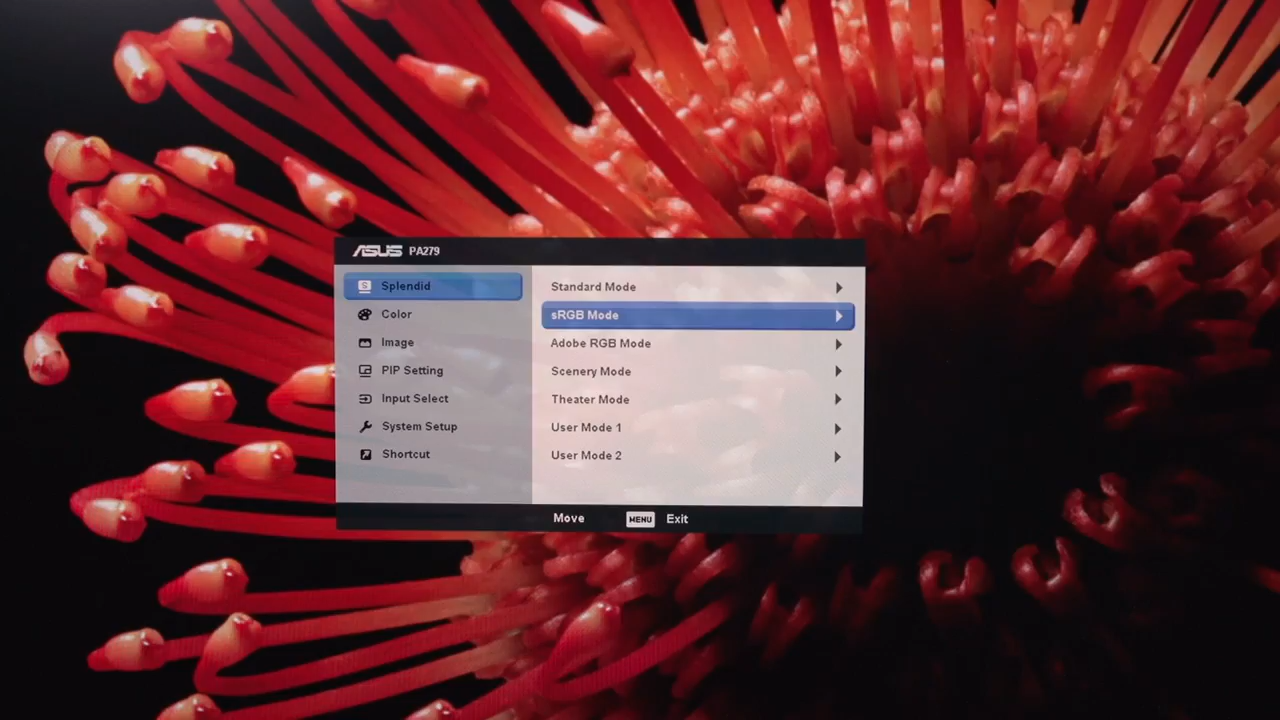 ASUS PA279
Splendid
Color
Image
PIP Setting
Input Select
System Setup
Shortcut
Standard Mode
sRGB Mode
Adobe RGB Mode
Scenery Mode
Theater Mode
User Mode 1
User Mode 2
Move MENU Exit